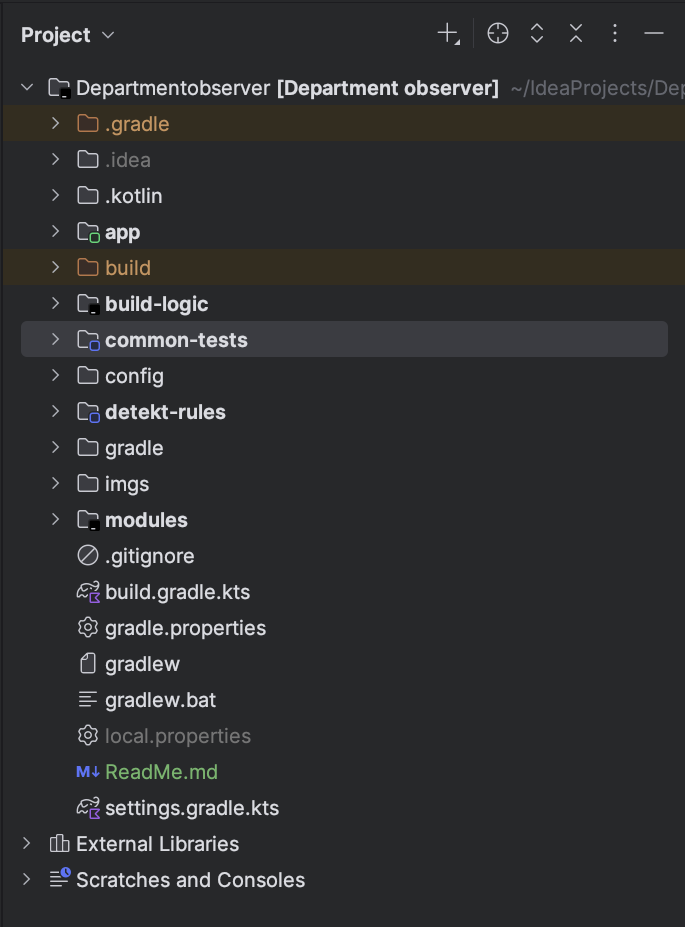 Project
Departmentobserver [Department observer] ~/IdeaProjects/Dep
.gradle
.idea
.kotlin
app
build
build-logic
common-tests
config
detekt-rules
gradle
imgs
modules
.gitignore
build.gradle.kts
gradle.properties
gradlew
gradlew.bat
local.properties
M↓ ReadMe.md
settings.gradle.kts
External Libraries
Scratches and Consoles